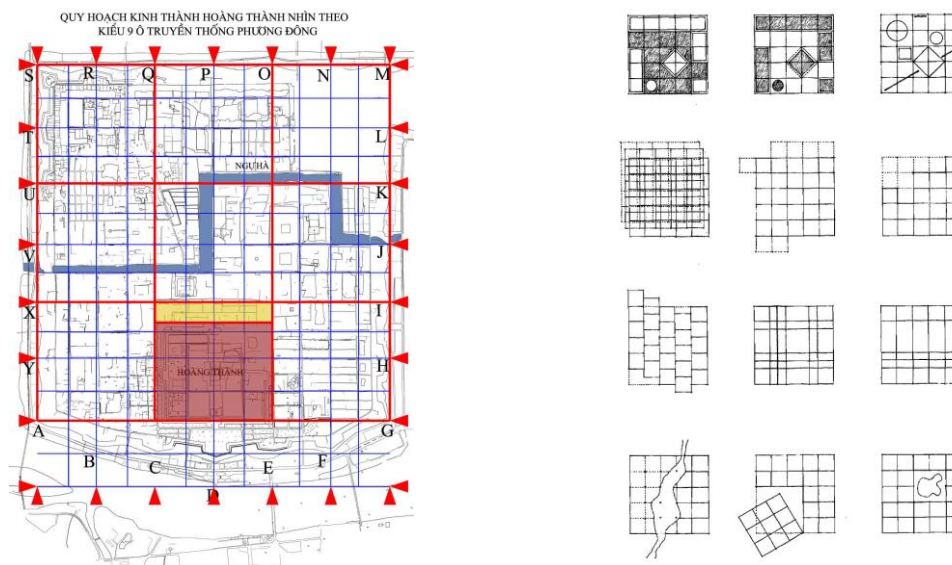 QUY HOẠCH KINH THÀNH HOÀNG THÀNH NHÌN THEO
KIỂU 9 Ô TRUYỀN THỐNG PHƯƠNG ĐÔNG
S R Q P O N M
T L
NGỰ HÀ
U K
V J
X I
Y H
HOÀNG THÀNH
A G
B C E F
D